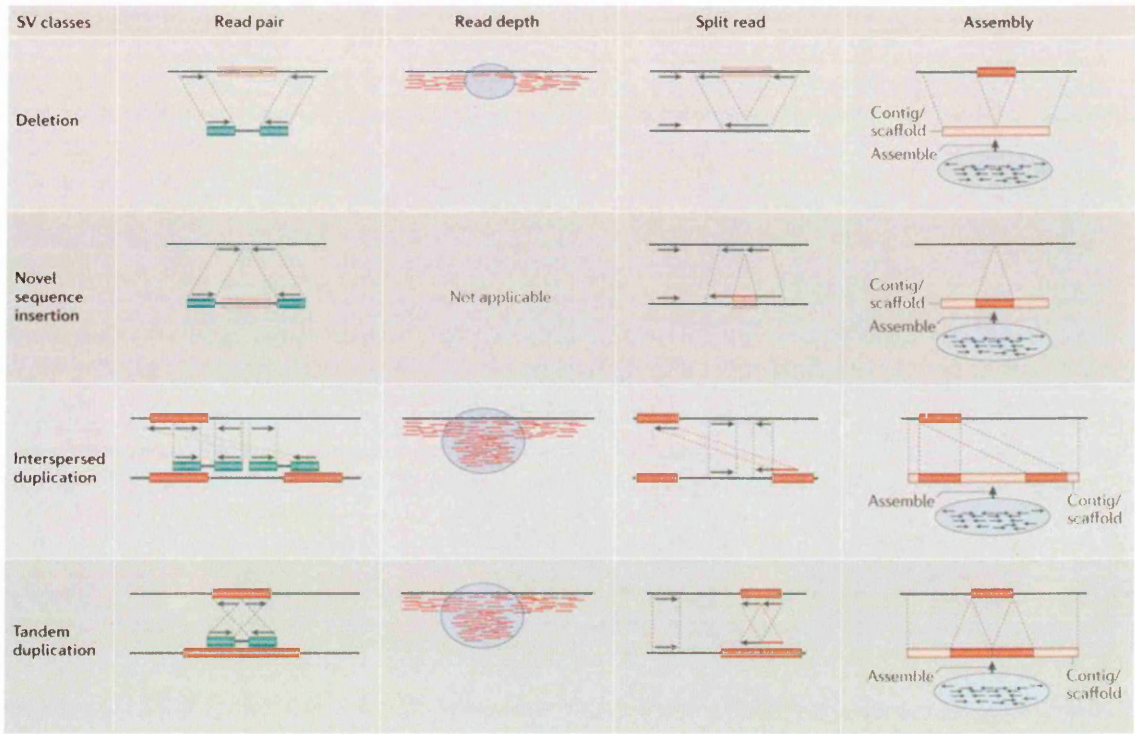 SV classes Read pair Read depth Split read Assembly
Deletion
Contig/
scaffold
Assemble
Novel
sequence
insertion
Not applicable
Contig/
scaffold
Assemble
Interspersed
duplication
Assemble
Contig/
scaffold
Tandem
duplication
Assemble
Contig/
scaffold